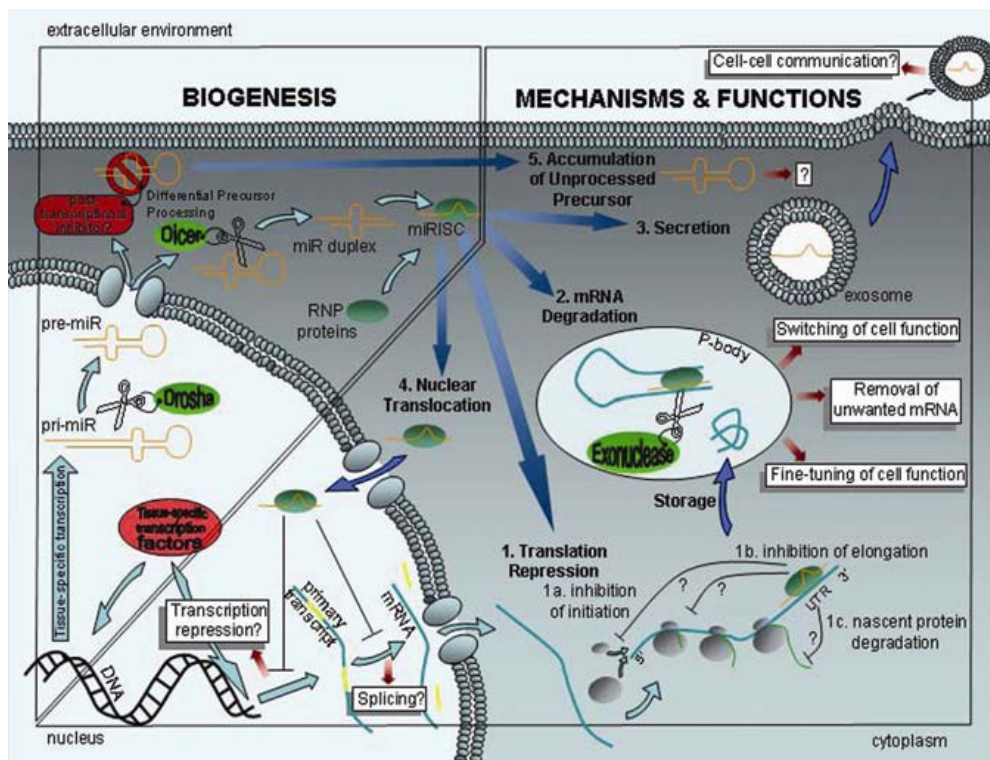 extracellular environment
Cell-cell communication?
BIOGENESIS
MECHANISMS & FUNCTIONS
post-
transcriptional
inhibitor?
Differential Precursor
Processing
Dicer
miR duplex
miRISC
RNP
proteins
5. Accumulation
of Unprocessed
Precursor
?
3. Secretion
exosome
2. mRNA
Degradation
P-body
Exonuclease
Switching of cell function
Removal of
unwanted mRNA
Fine-tuning of cell function
Storage
4. Nuclear
Translocation
pre-miR
Drosha
pri-miR
Tissue-specific transcription
Tissue-specific
transcription
factors
Transcription
repression?
DNA
primary
transcript
mRNA
Splicing?
1. Translation
Repression
1a. inhibition
of initiation
1b. inhibition of elongation
?
?
3'
UTR
1c. nascent protein
degradation
?
5'
nucleus
cytoplasm